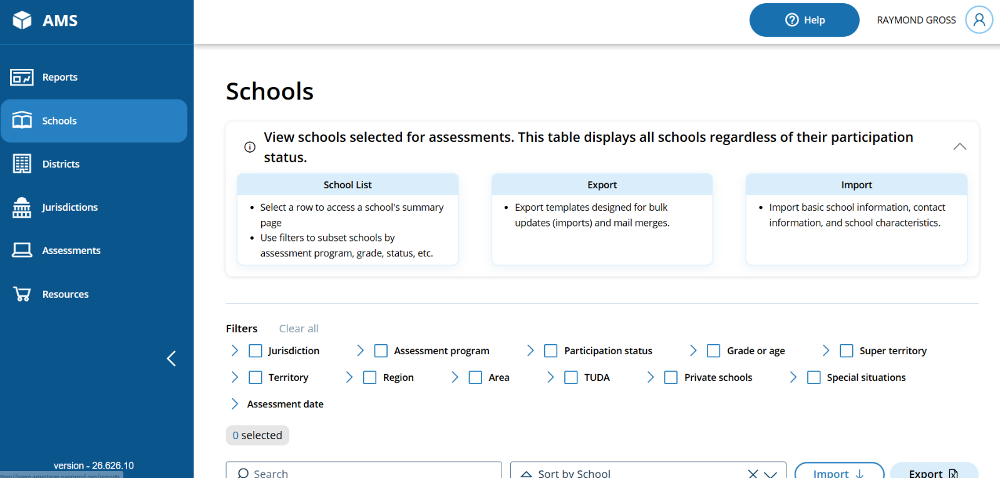 AMS
Help
RAYMOND GROSS
Reports
Schools
Districts
Jurisdictions
Assessments
Resources
version - 26.626.10
Schools
View schools selected for assessments. This table displays all schools regardless of their participation
status.
School List
• Select a row to access a school's summary
page
• Use filters to subset schools by
assessment program, grade, status, etc.
Export
• Export templates designed for bulk
updates (imports) and mail merges.
Import
• Import basic school information, contact
information, and school characteristics.
Filters Clear all
Jurisdiction Assessment program Participation status Grade or age Super territory
Territory Region Area TUDA Private schools Special situations
Assessment date
0 selected
Search Sort by School Import Export